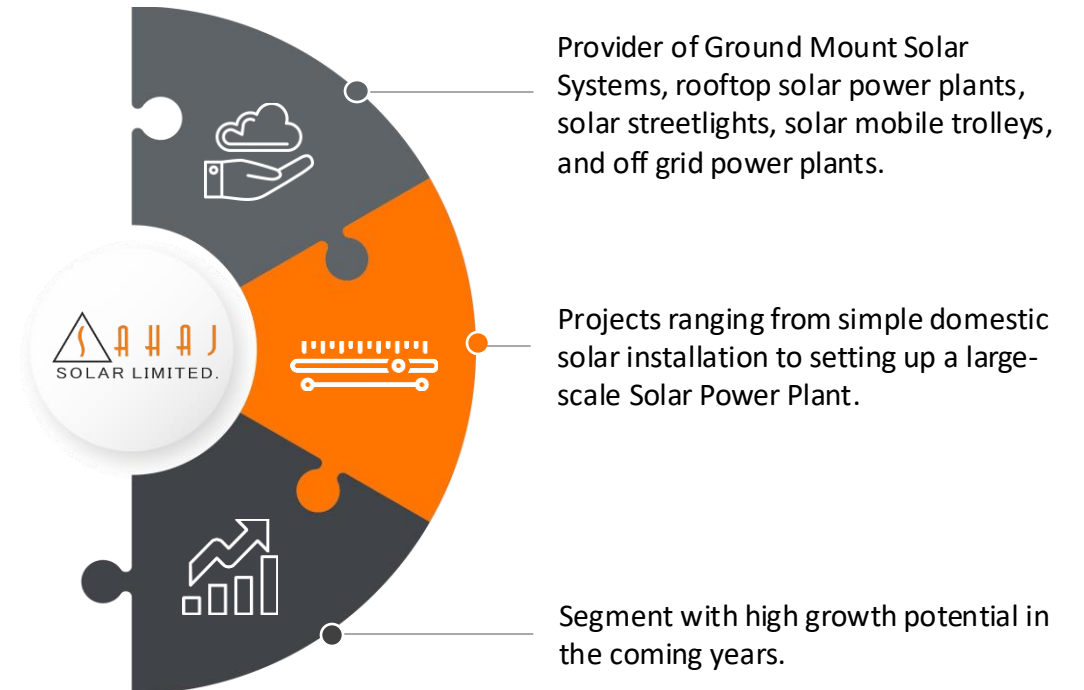 Provider of Ground Mount Solar
Systems, rooftop solar power plants,
solar streetlights, solar mobile trolleys,
and off grid power plants.
SAHAJ
SOLAR LIMITED.
Projects ranging from simple domestic
solar installation to setting up a large-
scale Solar Power Plant.
Segment with high growth potential in
the coming years.